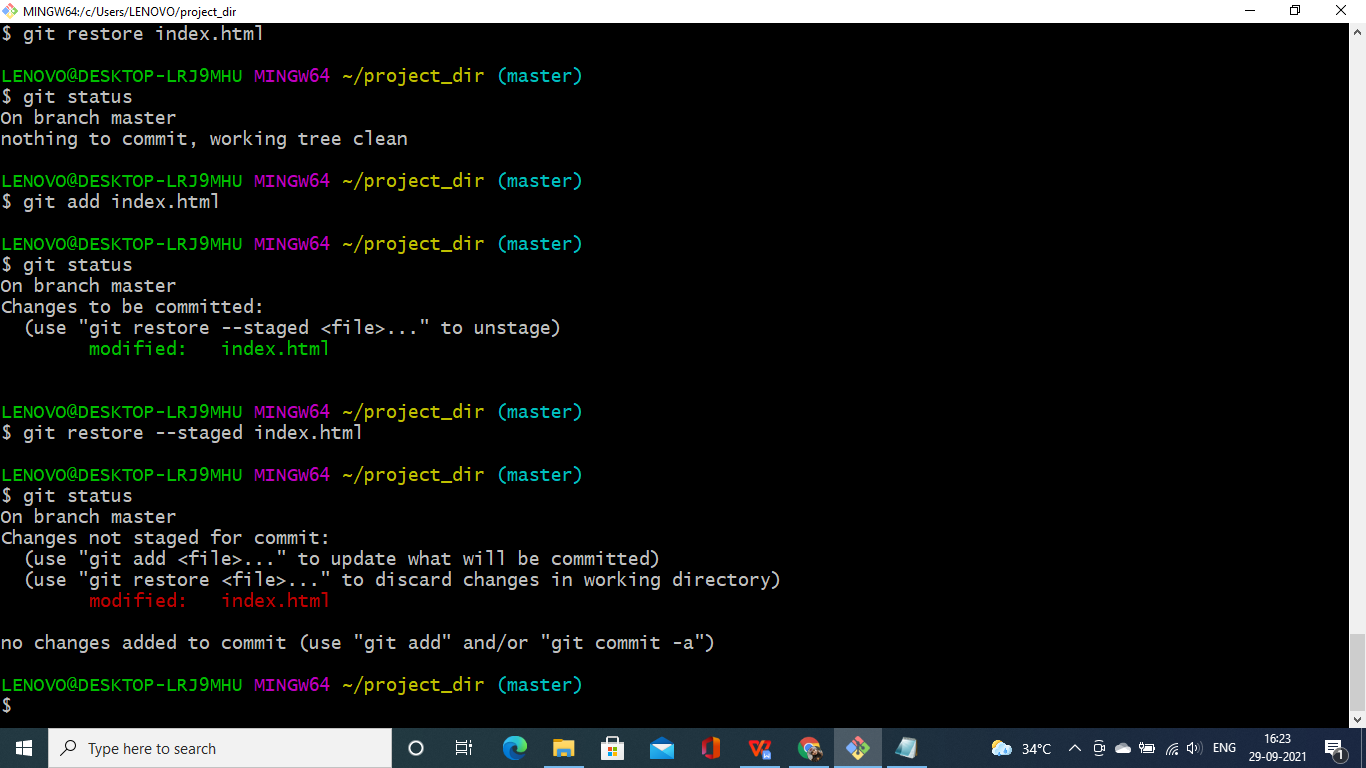 MINGW64:/c/Users/LENOVO/project_dir
$ git restore index.html
LENOVO@DESKTOP-LRJ9MHU MINGW64 ~/project_dir (master)
$ git status
On branch master
nothing to commit, working tree clean
LENOVO@DESKTOP-LRJ9MHU MINGW64 ~/project_dir (master)
$ git add index.html
LENOVO@DESKTOP-LRJ9MHU MINGW64 ~/project_dir (master)
$ git status
On branch master
Changes to be committed:
  (use "git restore --staged <file>..." to unstage)
        modified:   index.html
LENOVO@DESKTOP-LRJ9MHU MINGW64 ~/project_dir (master)
$ git restore --staged index.html
LENOVO@DESKTOP-LRJ9MHU MINGW64 ~/project_dir (master)
$ git status
On branch master
Changes not staged for commit:
  (use "git add <file>..." to update what will be committed)
  (use "git restore <file>..." to discard changes in working directory)
        modified:   index.html
no changes added to commit (use "git add" and/or "git commit -a")
LENOVO@DESKTOP-LRJ9MHU MINGW64 ~/project_dir (master)
$
Type here to search
34°C
ENG
16:23
29-09-2021
1